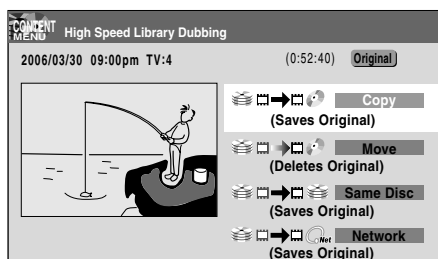 CONTENT
MENU High Speed Library Dubbing
2006/03/30 09:00pm TV:4 (0:52:40) Original
Copy
(Saves Original)
Move
(Deletes Original)
Same Disc
(Saves Original)
Net Network
(Saves Original)